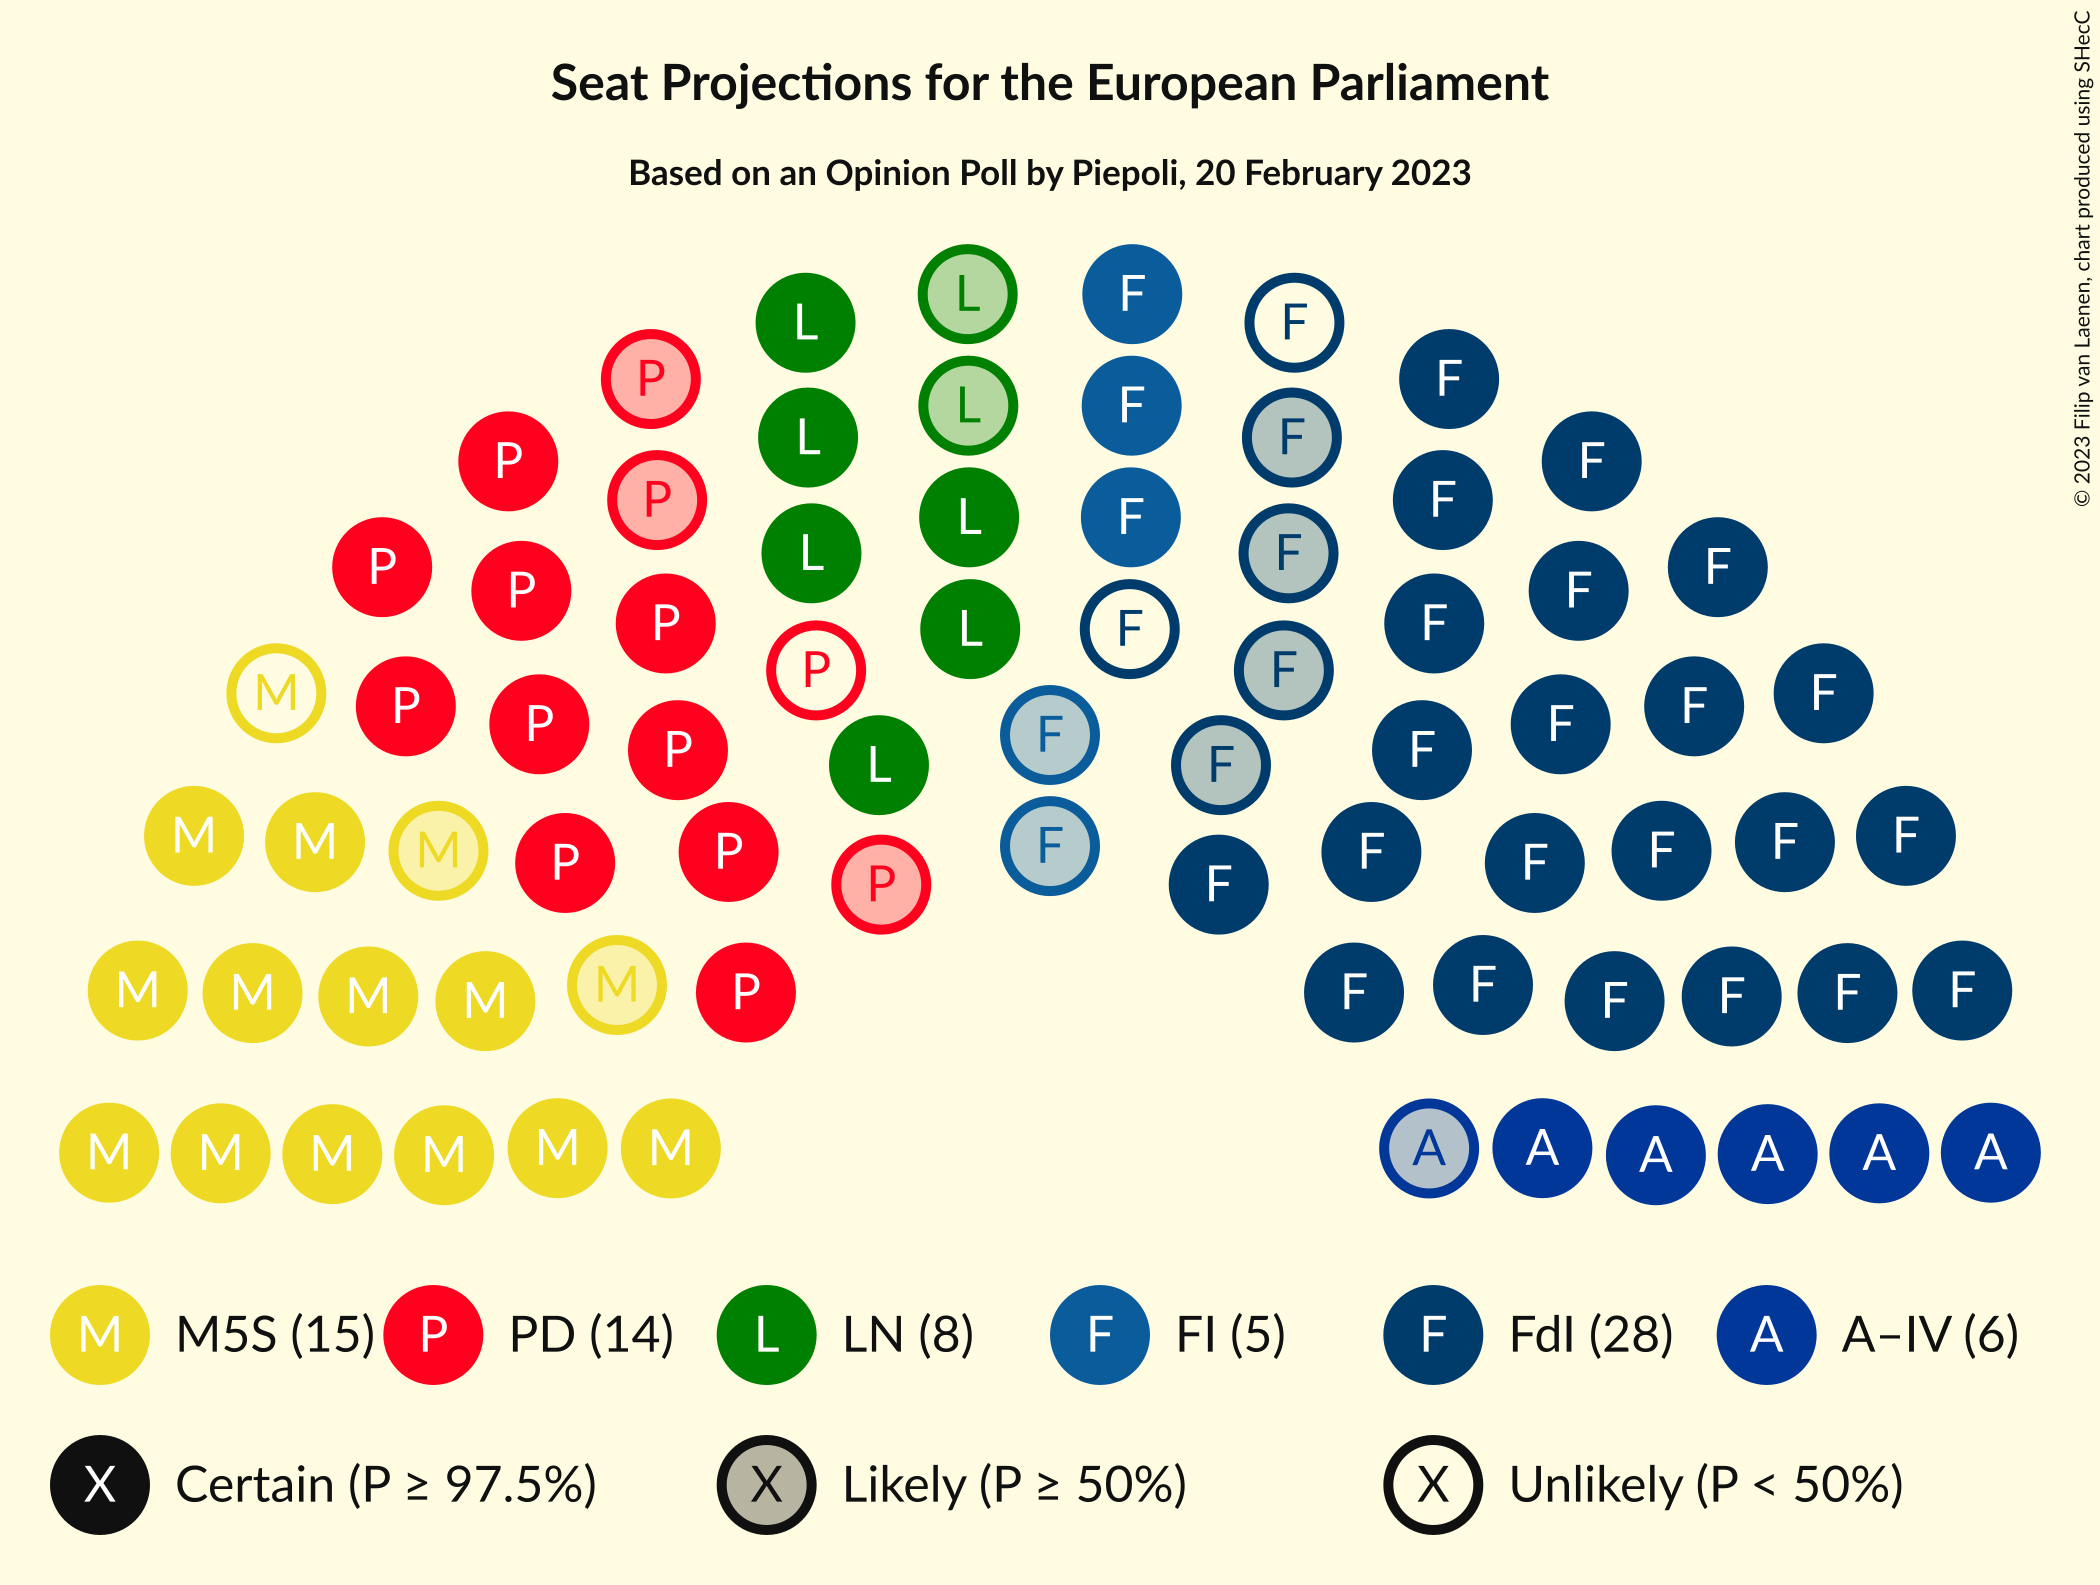 Seat Projections for the European Parliament
Based on an Opinion Poll by Piepoli, 20 February 2023
© 2023 Filip van Laenen, chart produced using SHecC
L F
L F
P F
L F
P F
L F
P F
L F
P F
L F
P F
P F
L F
P F
L F
M F
P F
P F
P F
P F
F
L F
M F
M F
M F
P F
P F
F
P F
M F
M F
M F
M F
M F
P F
M A
M A
M A
M A
M A
M A
M M5S (15) P PD (14) L LN (8) F FI (5) F FdI (28) A A–IV (6)
X Certain (P ≥ 97.5%) X Likely (P ≥ 50%) X Unlikely (P < 50%)